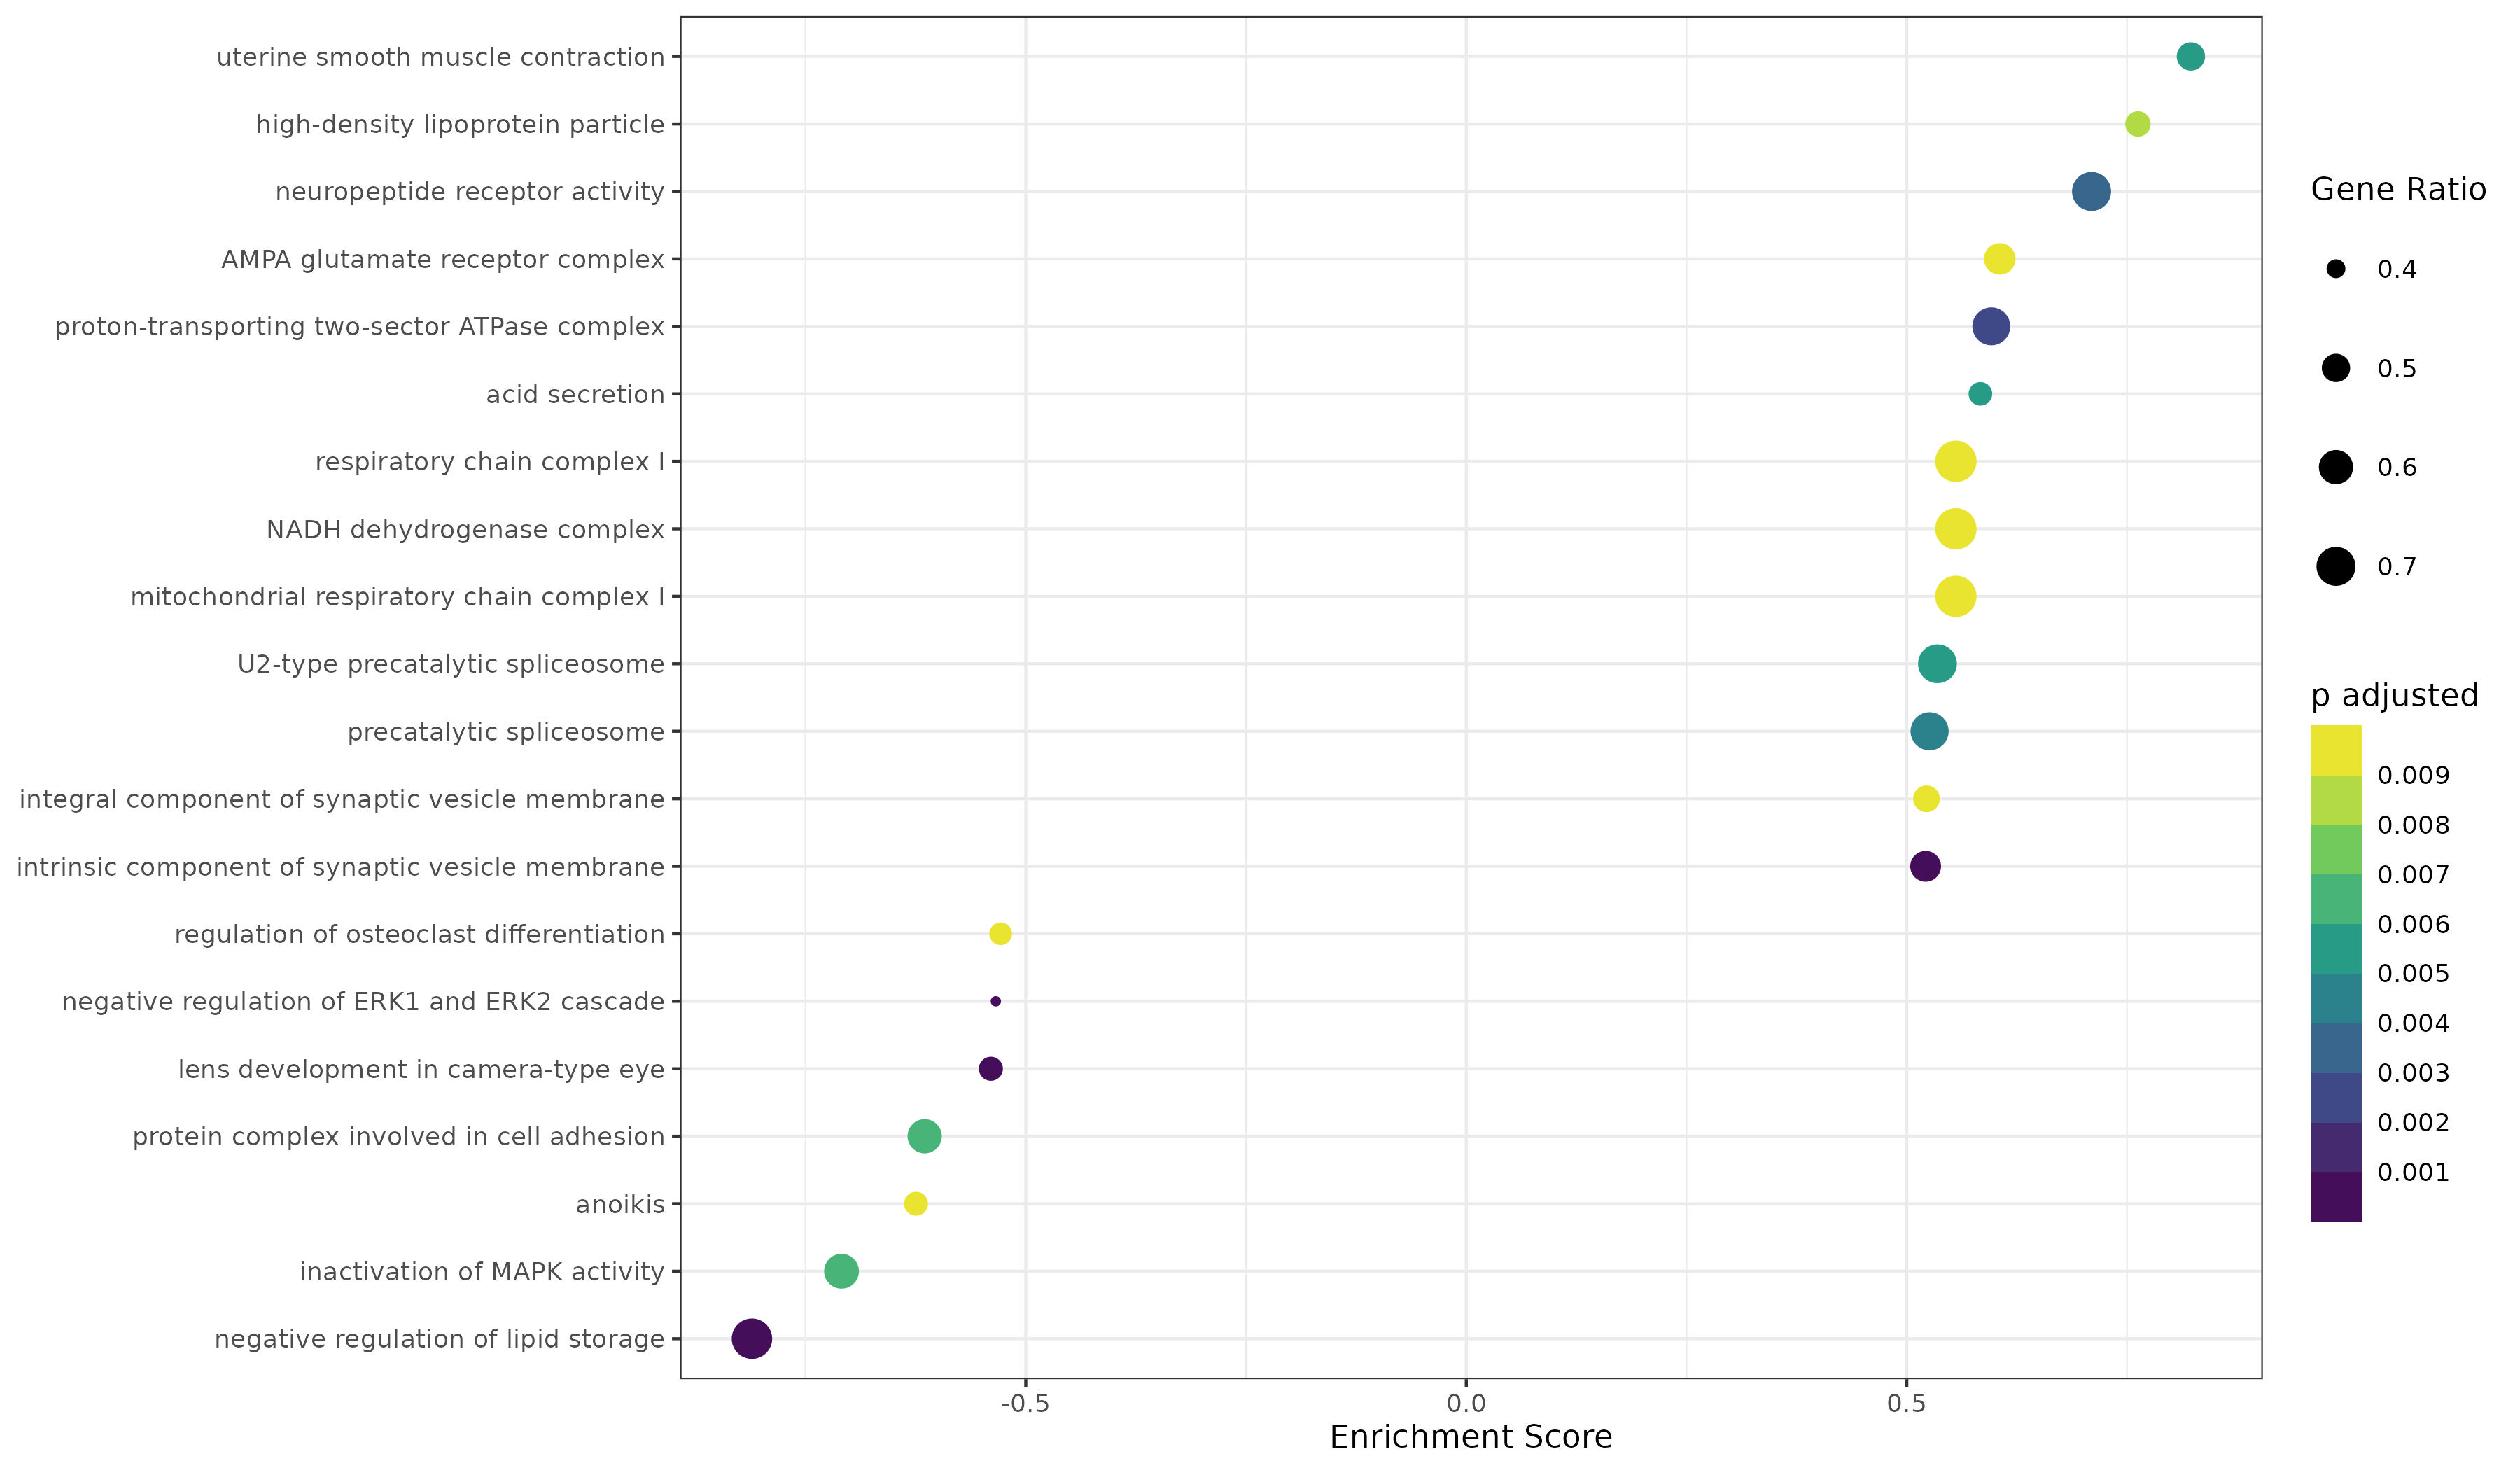 uterine smooth muscle contraction
high-density lipoprotein particle
neuropeptide receptor activity
AMPA glutamate receptor complex
proton-transporting two-sector ATPase complex
acid secretion
respiratory chain complex I
NADH dehydrogenase complex
mitochondrial respiratory chain complex I
U2-type precatalytic spliceosome
precatalytic spliceosome
integral component of synaptic vesicle membrane
intrinsic component of synaptic vesicle membrane
regulation of osteoclast differentiation
negative regulation of ERK1 and ERK2 cascade
lens development in camera-type eye
protein complex involved in cell adhesion
anoikis
inactivation of MAPK activity
negative regulation of lipid storage
-0.5
0.0
0.5
Enrichment Score
Gene Ratio
0.4
0.5
0.6
0.7
p adjusted
0.009
0.008
0.007
0.006
0.005
0.004
0.003
0.002
0.001